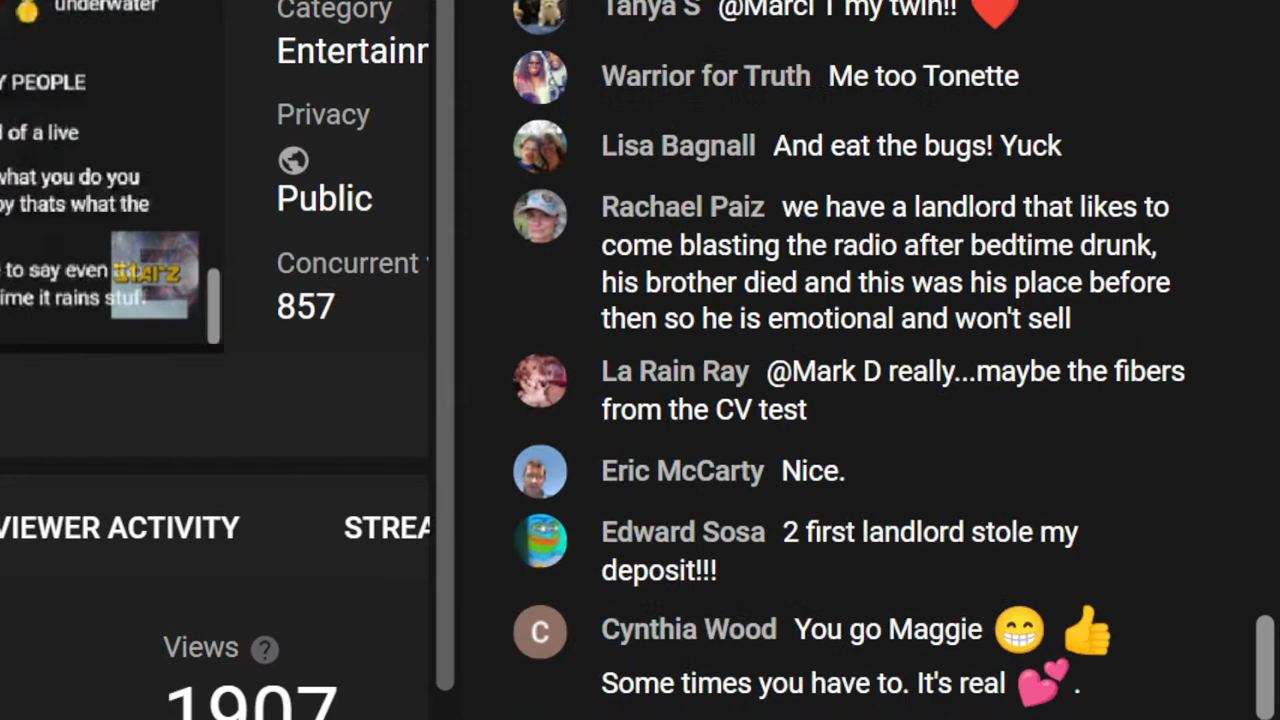 underwater
Y PEOPLE
l of a live
what you do you
by thats what the
to say even
STARZ
ime it rains stuf.
Category
Entertainr
Privacy
Public
Concurrent
857
VIEWER ACTIVITY
STREA
Views ?
1907
Tanya S @Marci T my twin!! ❤️
Warrior for Truth Me too Tonette
Lisa Bagnall And eat the bugs! Yuck
Rachael Paiz we have a landlord that likes to
come blasting the radio after bedtime drunk,
his brother died and this was his place before
then so he is emotional and won't sell
La Rain Ray @Mark D really...maybe the fibers
from the CV test
Eric McCarty Nice.
Edward Sosa 2 first landlord stole my
deposit!!!
C
Cynthia Wood You go Maggie 😁 👍
Some times you have to. It's real 💕 .